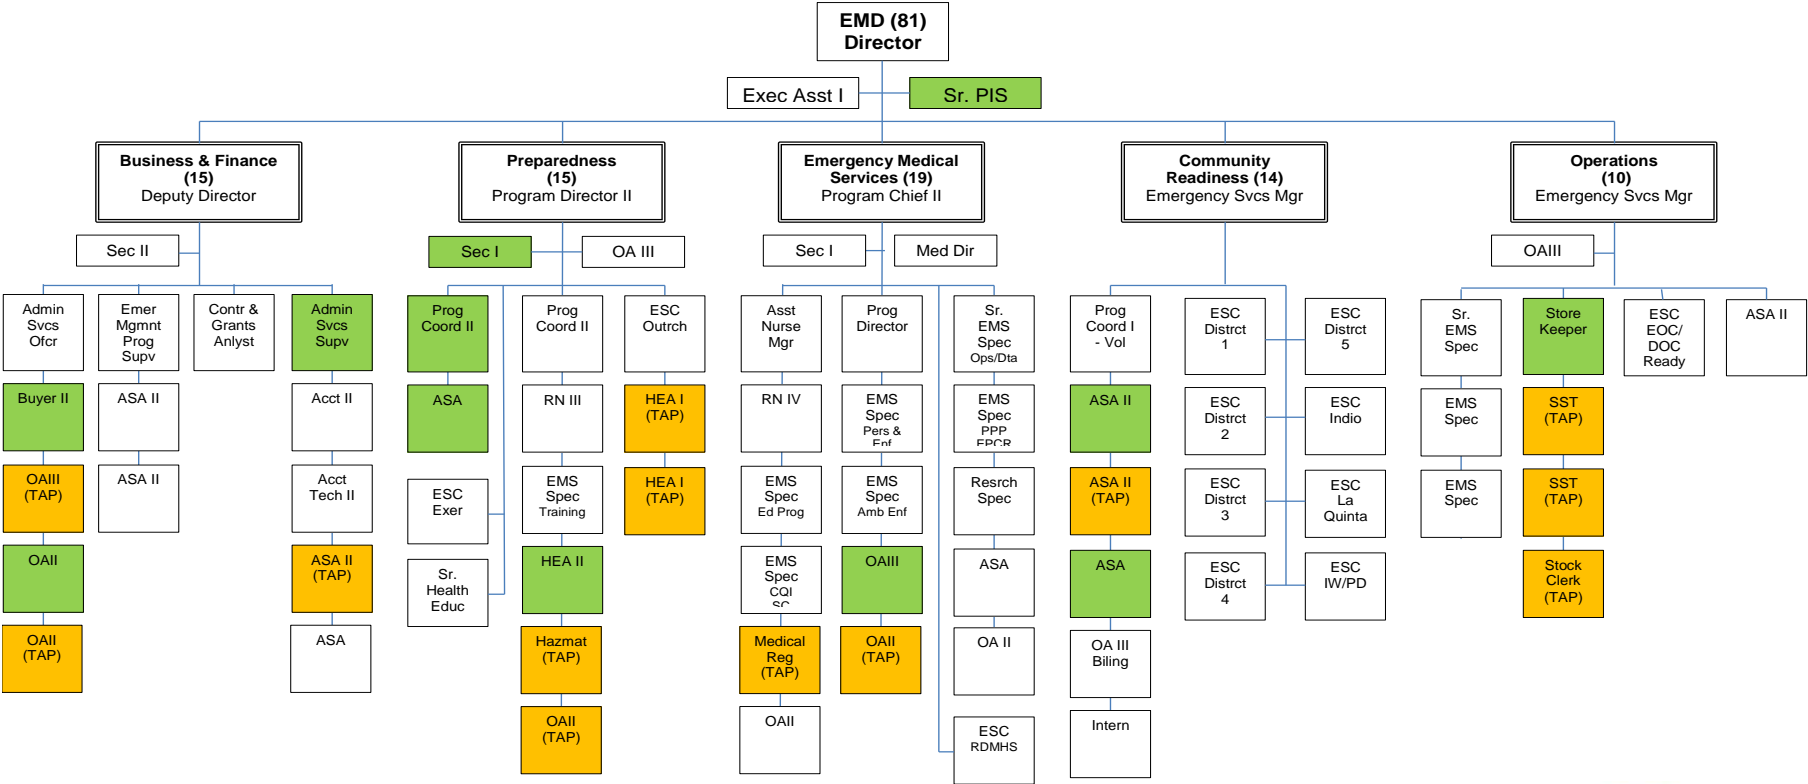 EMD (81)
Director
Exec Asst I
Sr. PIS
Business & Finance
(15)
Deputy Director
Preparedness
(15)
Program Director II
Emergency Medical
Services (19)
Program Chief II
Community
Readiness (14)
Emergency Svcs Mgr
Operations
(10)
Emergency Svcs Mgr
Sec II
Sec I
OA III
Sec I
Med Dir
OAIII
Admin
Svcs
Ofcr
Emer
Mgmnt
Prog
Supv
Contr &
Grants
Anlyst
Admin
Svcs
Supv
Buyer II
ASA II
Acct II
OAIII
(TAP)
ASA II
Acct
Tech II
OAII
ASA II
(TAP)
OAII
(TAP)
ASA
Prog
Coord II
Prog
Coord II
ESC
Outrch
ASA
RN III
HEA I
(TAP)
ESC
Exer
EMS
Spec
Training
HEA I
(TAP)
Sr.
Health
Educ
HEA II
Hazmat
(TAP)
OAII
(TAP)
Asst
Nurse
Mgr
Prog
Director
Sr.
EMS
Spec
Ops/Dta
RN IV
EMS
Spec
Pers &
Enf
EMS
Spec
PPP
EPCR
EMS
Spec
Ed Prog
EMS
Spec
Amb Enf
Resrch
Spec
EMS
Spec
CQI
SC
OAIII
ASA
Medical
Reg
(TAP)
OAII
(TAP)
OA II
OAII
ESC
RDMHS
Prog
Coord I
- Vol
ESC
Distrct
1
ESC
Distrct
5
ASA II
ESC
Distrct
2
ESC
Indio
ASA II
(TAP)
ESC
Distrct
3
ESC
La
Quinta
ASA
ESC
Distrct
4
ESC
IW/PD
OA III
Biling
Intern
Sr.
EMS
Spec
Store
Keeper
ESC
EOC/
DOC
Ready
ASA II
EMS
Spec
SST
(TAP)
EMS
Spec
SST
(TAP)
Stock
Clerk
(TAP)